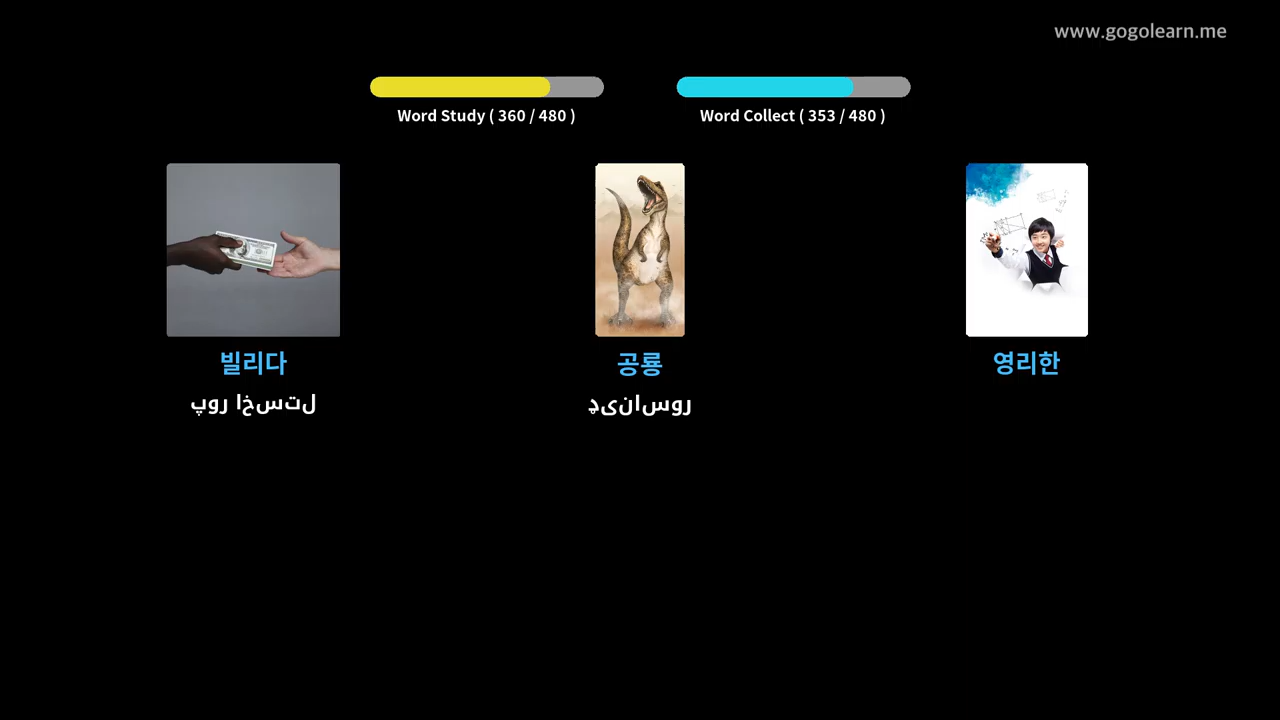 www.gogolearn.me
Word Study ( 360 / 480 )
Word Collect ( 353 / 480 )
빌리다
공룡
영리한
پور اخستل
ډیناسور